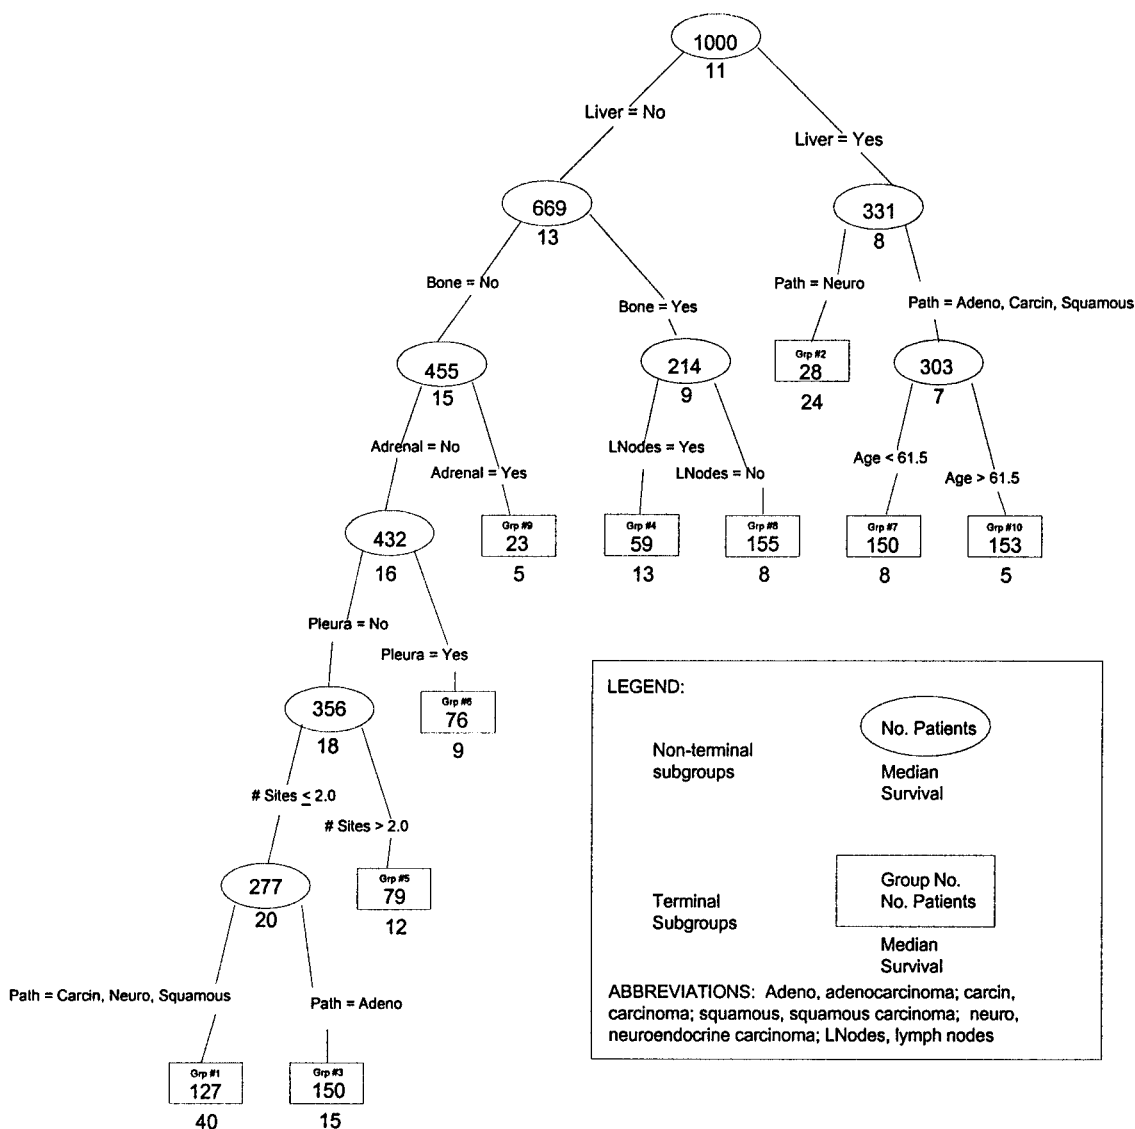 1000
11
Liver = No
Liver = Yes
669
13
331
8
Bone = No
Bone = Yes
Path = Neuro
Path = Adeno, Carcin, Squamous
455
15
214
9
Grp #2
28
24
303
7
Adrenal = No
Adrenal = Yes
LNodes = Yes
LNodes = No
Age < 61.5
Age > 61.5
432
16
Grp #9
23
5
Grp #4
59
13
Grp #8
155
8
Grp #7
150
8
Grp #10
153
5
Pleura = No
Pleura = Yes
356
18
Grp #6
76
9
# Sites ≤ 2.0
# Sites > 2.0
277
20
Grp #5
79
12
Path = Carcin, Neuro, Squamous
Path = Adeno
Grp #1
127
40
Grp #3
150
15
LEGEND:
Non-terminal
subgroups
No. Patients
Median
Survival
Terminal
Subgroups
Group No.
No. Patients
Median
Survival
ABBREVIATIONS: Adeno, adenocarcinoma; carcin,
carcinoma; squamous, squamous carcinoma; neuro,
neuroendocrine carcinoma; LNodes, lymph nodes